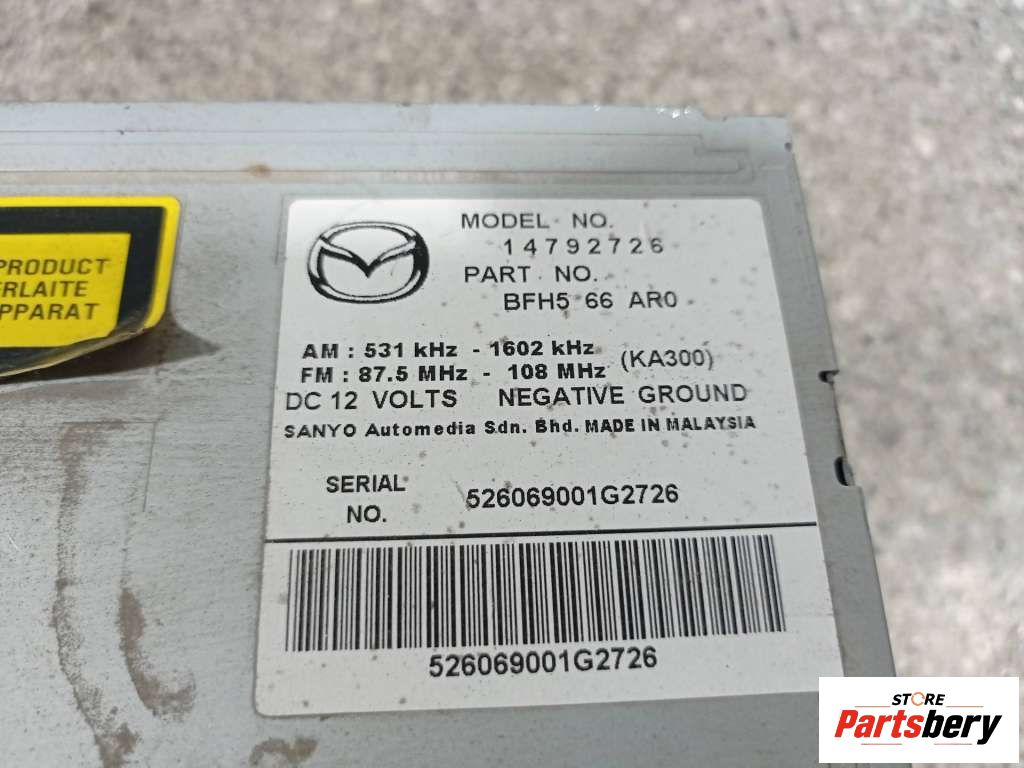 PRODUCT
ERLAITE
PPARAT
MODEL NO.
14792726
PART NO.
BFH5 66 AR0
AM : 531 kHz - 1602 kHz
FM : 87.5 MHz - 108 MHz
(KA300)
DC 12 VOLTS NEGATIVE GROUND
SANYO Automedia Sdn. Bhd. MADE IN MALAYSIA
SERIAL
NO.
526069001G2726
526069001G2726
STORE
Partsbery